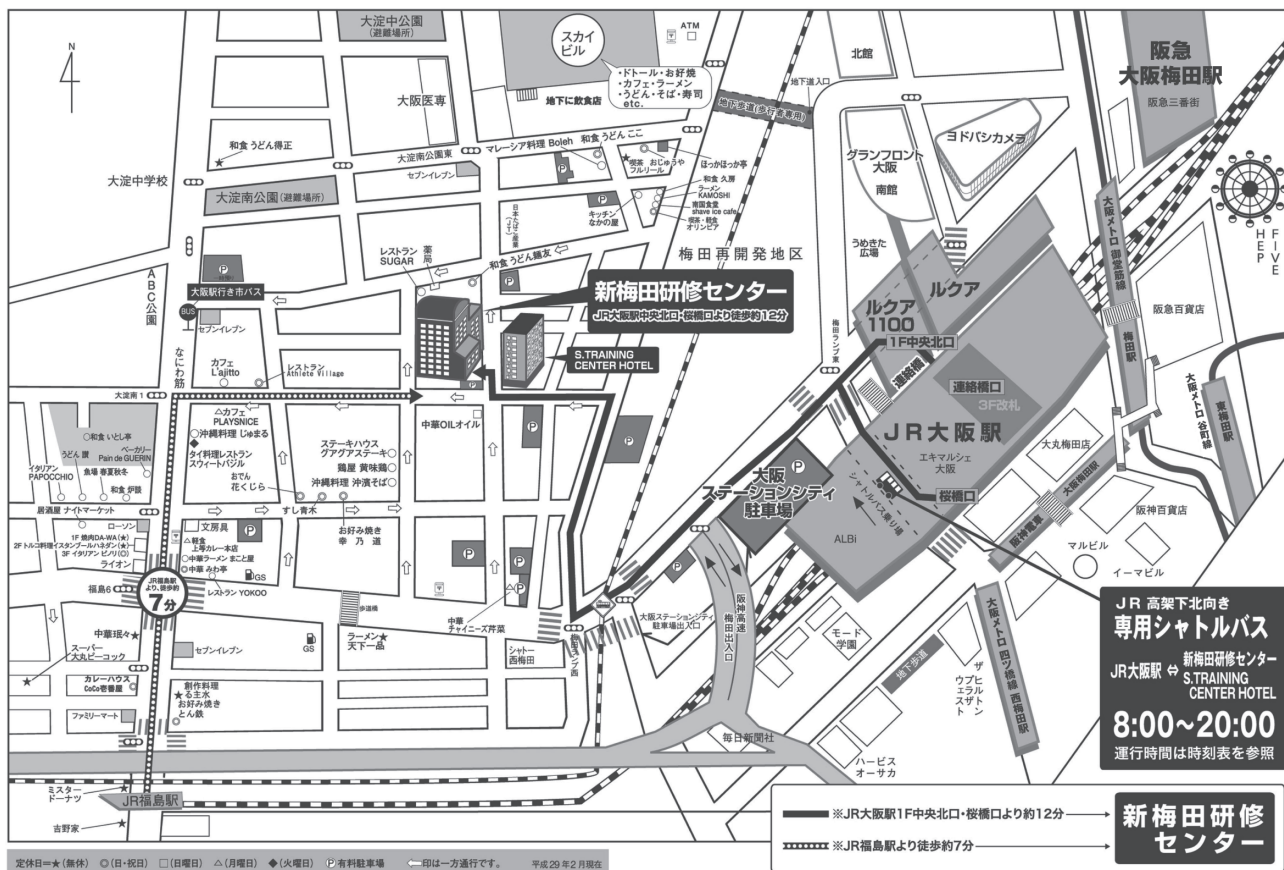 N
大淀中公園
(避難場所)
大阪医専
スカイ
ビル
・ドトール・お好焼
・カフェ・ラーメン
・うどん・そば・寿司
etc.
地下に飲食店
ATM
北館
地下道入口
地下歩道(歩行者専用)
阪急
大阪梅田駅
阪急三番街
ヨドバシカメラ
グランフロント
大阪
南館
うめきた
広場
HEP
FIVE
和食 うどん得正
大淀中学校
大淀南公園(避難場所)
大淀南公園東
セブンイレブン
マレーシア料理 Boleh
和食 うどん ここ
喫茶
フルリール
おじゅうや
ほっかほっか亭
和食 久房
ラーメン
KAMOSHI
南国食堂
shave ice cafe
喫茶・軽食
オリンピア
キッチン
なかの屋
日本たばこ産業
レストラン
SUGAR
薬局
和食 うどん麺友
梅田再開発地区
ABC公園
大阪駅行き市バス
BUS
セブンイレブン
なにわ筋
カフェ
L'ajitto
レストラン
Athlete Village
新梅田研修センター
JR大阪駅中央北口・桜橋口より徒歩約12分
S.TRAINING
CENTER HOTEL
梅田ランプ東
ルクア
ルクア
1100
1F中央北口
連絡橋
連絡橋口
3F改札
JR大阪駅
エキマルシェ
大阪
桜橋口
大阪
ステーションシティ
駐車場
シャトルバス乗り場
ALBi
大阪メトロ 御堂筋線 梅田駅
阪急百貨店
大阪メトロ谷町線
東梅田駅
大丸梅田店
阪神電車
大阪梅田駅
阪神百貨店
マルビル
イーマビル
大淀南1
和食 いとし亭
うどん 讃
ベーカリー
Pain de GUERIN
イタリアン
PAPOCCHIO
魚場 春夏秋冬
和食 炉談
居酒屋 ナイトマーケット
カフェ
PLAYSNICE
沖縄料理 じゅまる
タイ料理レストラン
スウィートバジル
おでん
花くじら
すし青木
ステーキハウス
グアグアステーキ
鶏屋 黄味鶏
沖縄料理 沖濱そば
お好み焼き
幸乃道
中華OILオイル
ローソン
1F 焼肉DA-WA(★)
2F トルコ料理イスタンブールハネダン(★)
3F イタリアン ピノリ(◎)
ライオン
文房具
軽食
上等カレー本店
中華ラーメン まこと屋
中華 みわ亭
レストラン YOKOO
GS
福島6
JR福島駅
より、徒歩約
7分
歩道橋
中華
チャイニーズ芹菜
梅田ランプ西
大阪ステーションシティ
駐車場出入口
阪神高速
梅田出入口
モード
学園
地下歩道
ザ
ウェスト
大阪メトロ 四ツ橋線 西梅田駅
中華珉々
スーパー
大丸ピーコック
セブンイレブン
GS
ラーメン
天下一品
シャトー
西梅田
カレーハウス
CoCo壱番屋
ファミリーマート
創作料理
る主水
お好み焼き
とん鉄
毎日新聞社
ハービス
オーサカ
ミスター
ドーナツ
JR福島駅
吉野家
JR 高架下北向き
専用シャトルバス
JR大阪駅 ⇔ 新梅田研修センター
S.TRAINING
CENTER HOTEL
8:00~20:00
運行時間は時刻表を参照
※JR大阪駅1F中央北口・桜橋口より約12分
※JR福島駅より徒歩約7分
新梅田研修
センター
定休日=★(無休) ◎(日・祝日) □(日曜日) △(月曜日) ◆(火曜日) Ⓟ有料駐車場 ⇦印は一方通行です。 平成29年2月現在